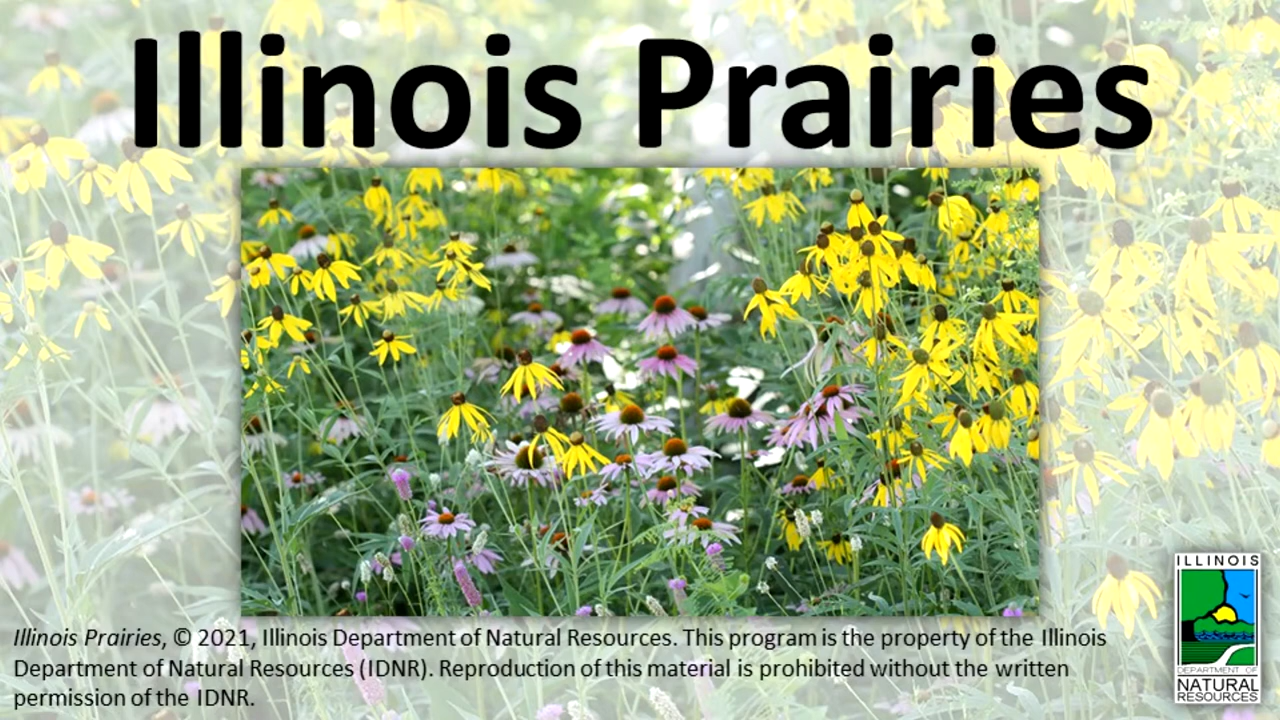 Illinois Prairies
Illinois Prairies, © 2021, Illinois Department of Natural Resources. This program is the property of the Illinois
Department of Natural Resources (IDNR). Reproduction of this material is prohibited without the written
permission of the IDNR.
ILLINOIS
DEPARTMENT OF
NATURAL
RESOURCES